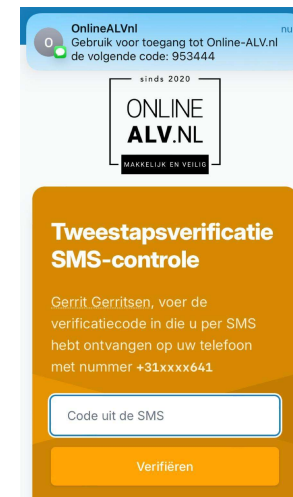 OnlineALVnl
nu
O
Gebruik voor toegang tot Online-ALV.nl
de volgende code: 953444
sinds 2020
ONLINE
ALV.NL
MAKKELIJK EN VEILIG
Tweestapsverificatie
SMS-controle
Gerrit Gerritsen, voer de
verificatiecode in die u per SMS
hebt ontvangen op uw telefoon
met nummer +31xxxx641
Code uit de SMS
Verifiëren